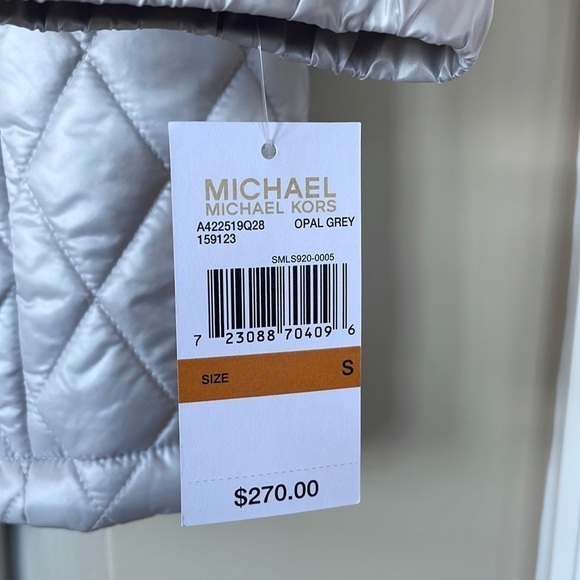 MICHAEL
MICHAEL KORS
A422519Q28 OPAL GREY
159123
SMLS920-0005
7 23088 70409 6
SIZE S
$270.00